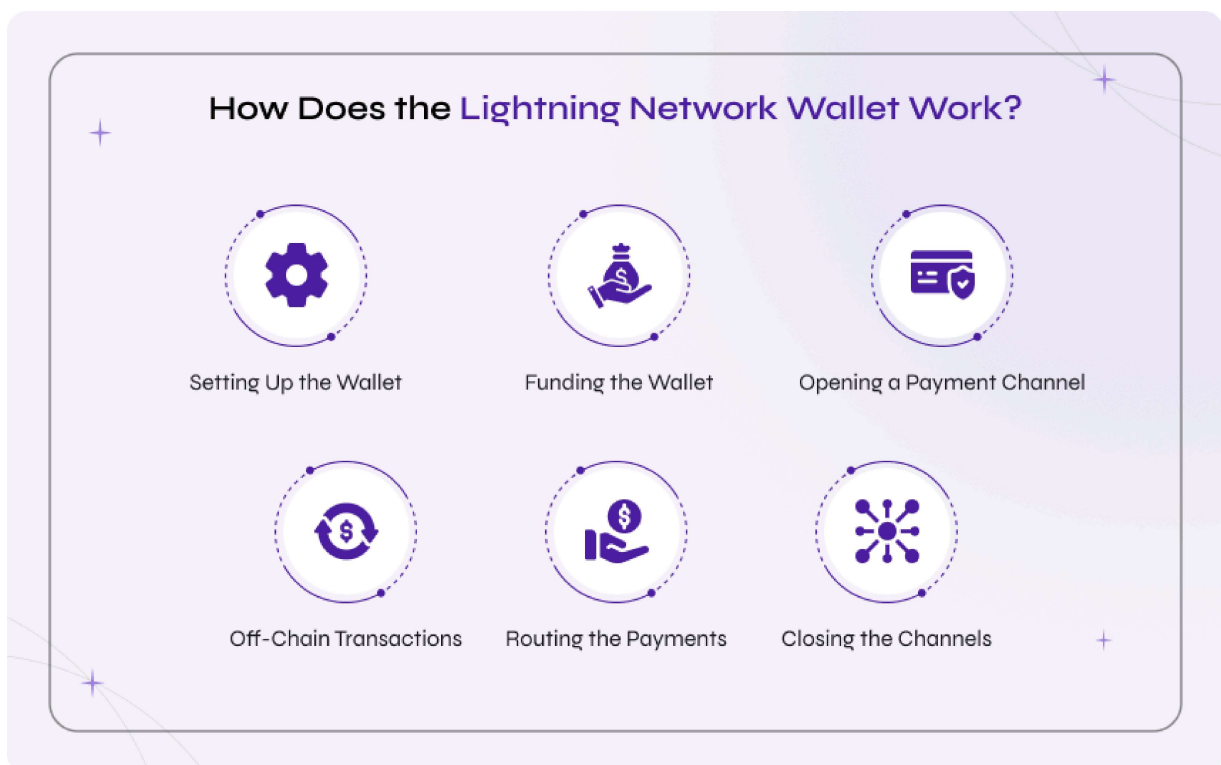 How Does the Lightning Network Wallet Work?
Setting Up the Wallet
Funding the Wallet
Opening a Payment Channel
Off-Chain Transactions
Routing the Payments
Closing the Channels